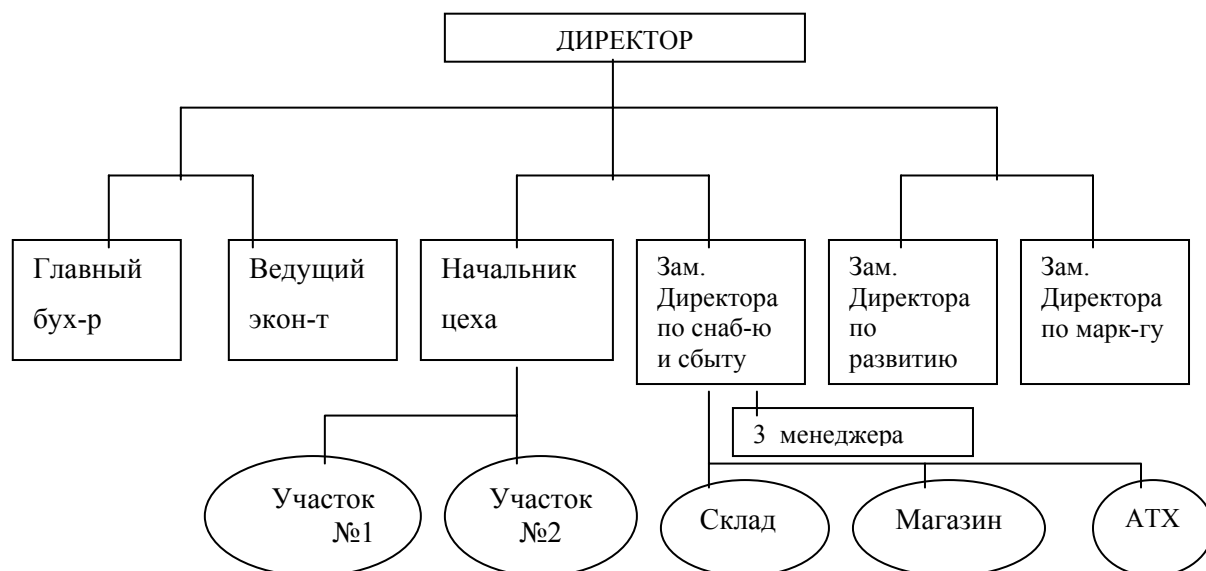 ДИРЕКТОР
Главный
бух-р
Ведущий
экон-т
Начальник
цеха
Зам.
Директора
по снаб-ю
и сбыту
Зам.
Директора
по
развитию
Зам.
Директора
по марк-гу
3 менеджера
Участок
№1
Участок
№2
Склад
Магазин
АТХ